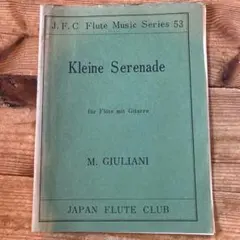 J.F.C Flute Music Series 53
Kleine Serenade
für Flöte mit Gitarre
M. GIULIANI
JAPAN FLUTE CLUB